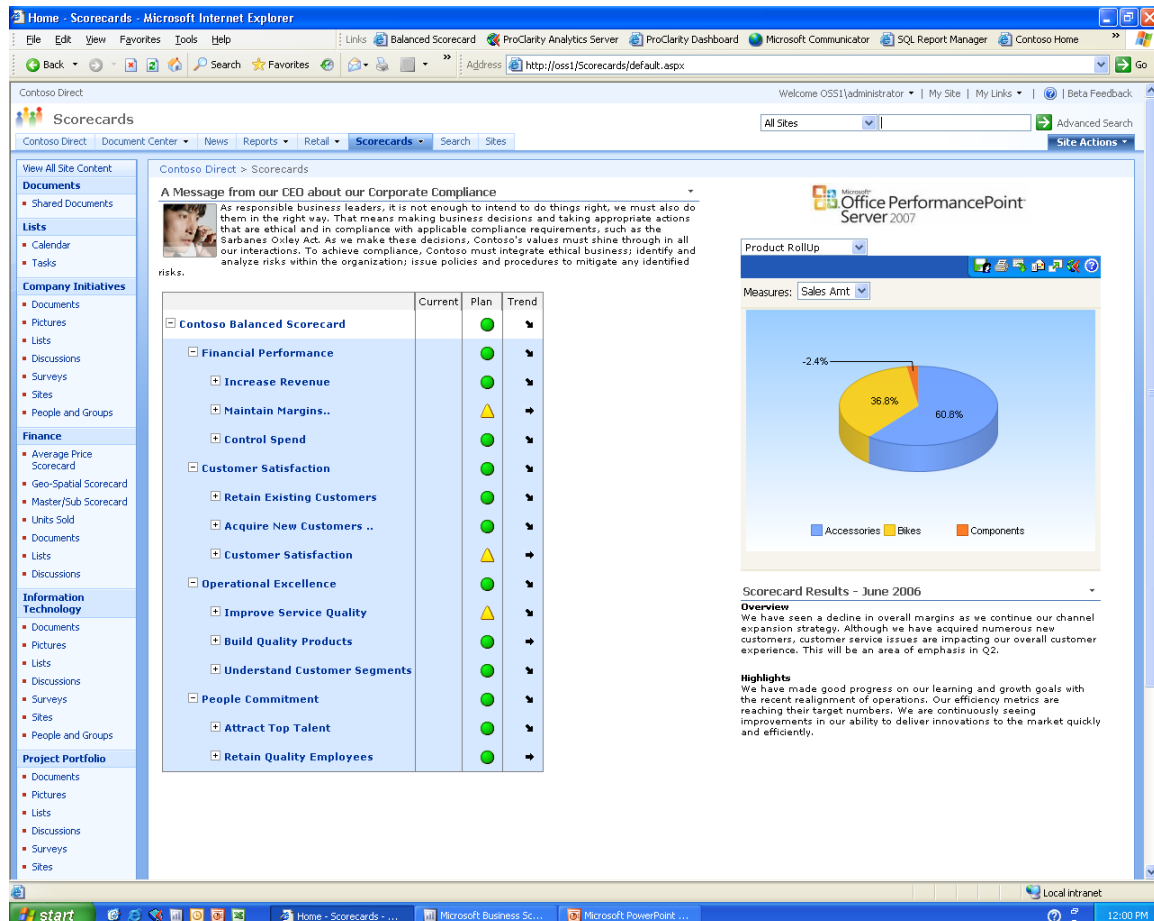 Home - Scorecards - Microsoft Internet Explorer
File Edit View Favorites Tools Help
Links Balanced Scorecard ProClarity Analytics Server ProClarity Dashboard Microsoft Communicator SQL Report Manager Contoso Home »
Back Search Favorites » Address http://oss1/Scorecards/default.aspx Go
Contoso Direct
Welcome OSS1\administrator | My Site | My Links | Beta Feedback
Scorecards
All Sites Advanced Search
Contoso Direct Document Center News Reports Retail Scorecards Search Sites
Site Actions
View All Site Content
Documents
Shared Documents
Lists
Calendar
Tasks
Company Initiatives
Documents
Pictures
Lists
Discussions
Surveys
Sites
People and Groups
Finance
Average Price
Scorecard
Geo-Spatial Scorecard
Master/Sub Scorecard
Units Sold
Documents
Lists
Discussions
Information
Technology
Documents
Pictures
Lists
Discussions
Surveys
Sites
People and Groups
Project Portfolio
Documents
Pictures
Lists
Discussions
Surveys
Sites
Contoso Direct > Scorecards
A Message from our CEO about our Corporate Compliance
As responsible business leaders, it is not enough to intend to do things right, we must also do
them in the right way. That means making business decisions and taking appropriate actions
that are ethical and in compliance with applicable compliance requirements, such as the
Sarbanes Oxley Act. As we make these decisions, Contoso's values must shine through in all
our interactions. To achieve compliance, Contoso must integrate ethical business; identify and
analyze risks within the organization; issue policies and procedures to mitigate any identified
risks.
Current Plan Trend
Contoso Balanced Scorecard
Financial Performance
Increase Revenue
Maintain Margins..
Control Spend
Customer Satisfaction
Retain Existing Customers
Acquire New Customers ..
Customer Satisfaction
Operational Excellence
Improve Service Quality
Build Quality Products
Understand Customer Segments
People Commitment
Attract Top Talent
Retain Quality Employees
Microsoft
Office PerformancePoint
Server 2007
Product RollUp
Measures: Sales Amt
-2.4%
36.8%
60.8%
Accessories Bikes Components
Scorecard Results - June 2006
Overview
We have seen a decline in overall margins as we continue our channel
expansion strategy. Although we have acquired numerous new
customers, customer service issues are impacting our overall customer
experience. This will be an area of emphasis in Q2.
Highlights
We have made good progress on our learning and growth goals with
the recent realignment of operations. Our efficiency metrics are
reaching their target numbers. We are continuously seeing
improvements in our ability to deliver innovations to the market quickly
and efficiently.
Local intranet
start Home - Scorecards - ... Microsoft Business Sc... Microsoft PowerPoint ... 12:00 PM